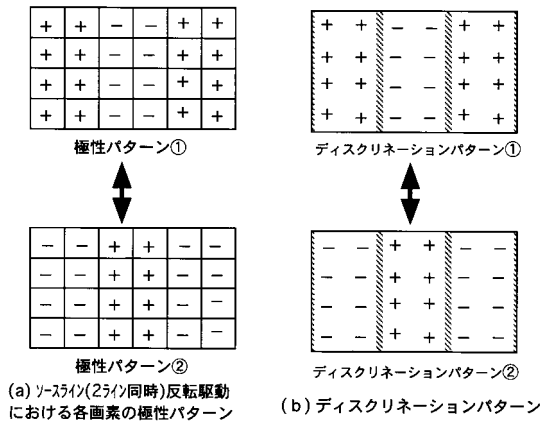 + + − − + +
+ + − − + +
+ + − − + +
+ + − − + +
極性パターン①
− − + + − −
− − + + − −
− − + + − −
− − + + − −
極性パターン②
(a) ソースライン(2ライン同時)反転駆動
における各画素の極性パターン
+ + − − + +
+ + − − + +
+ + − − + +
+ + − − + +
ディスクリネーションパターン①
− − + + − −
− − + + − −
− − + + − −
− − + + − −
ディスクリネーションパターン②
(b) ディスクリネーションパターン